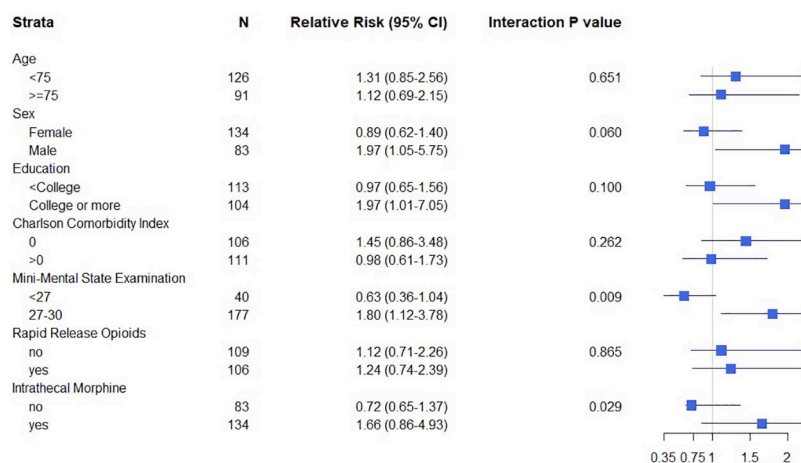 Strata N Relative Risk (95% CI) Interaction P value
Age
<75 126 1.31 (0.85-2.56) 0.651
>=75 91 1.12 (0.69-2.15)
Sex
Female 134 0.89 (0.62-1.40) 0.060
Male 83 1.97 (1.05-5.75)
Education
<College 113 0.97 (0.65-1.56) 0.100
College or more 104 1.97 (1.01-7.05)
Charlson Comorbidity Index
0 106 1.45 (0.86-3.48) 0.262
>0 111 0.98 (0.61-1.73)
Mini-Mental State Examination
<27 40 0.63 (0.36-1.04) 0.009
27-30 177 1.80 (1.12-3.78)
Rapid Release Opioids
no 109 1.12 (0.71-2.26) 0.865
yes 106 1.24 (0.74-2.39)
Intrathecal Morphine
no 83 0.72 (0.65-1.37) 0.029
yes 134 1.66 (0.86-4.93)
0.35 0.75 1 1.5 2